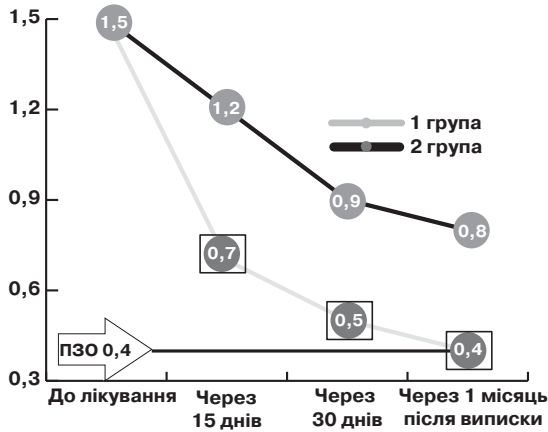 1,5
1,2
0,9
0,6
0,3
1,5
1,2
0,9
0,8
0,7
0,5
0,4
1 група
2 група
ПЗО 0,4
До лікування
Через
15 днів
Через
30 днів
Через 1 місяць
після виписки